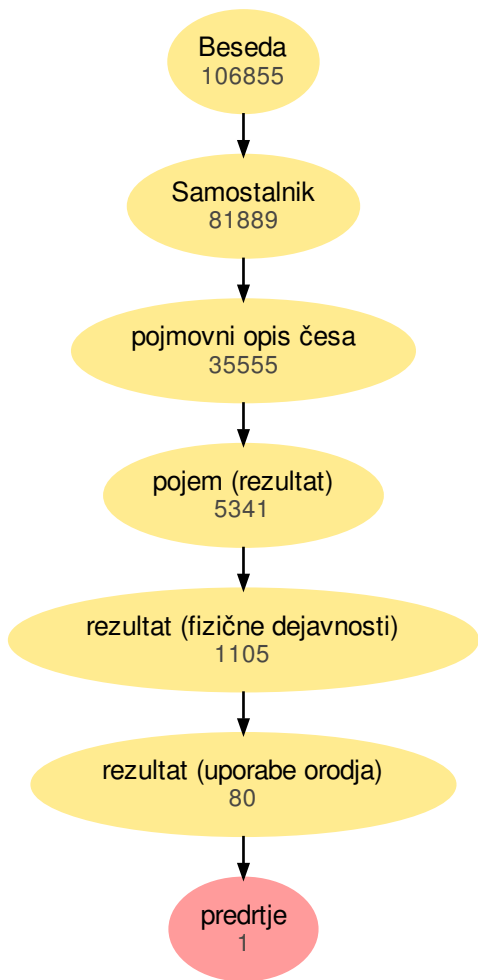 Beseda
106855
Samostalnik
81889
pojmovni opis česa
35555
pojem (rezultat)
5341
rezultat (fizične dejavnosti)
1105
rezultat (uporabe orodja)
80
predrtje
1